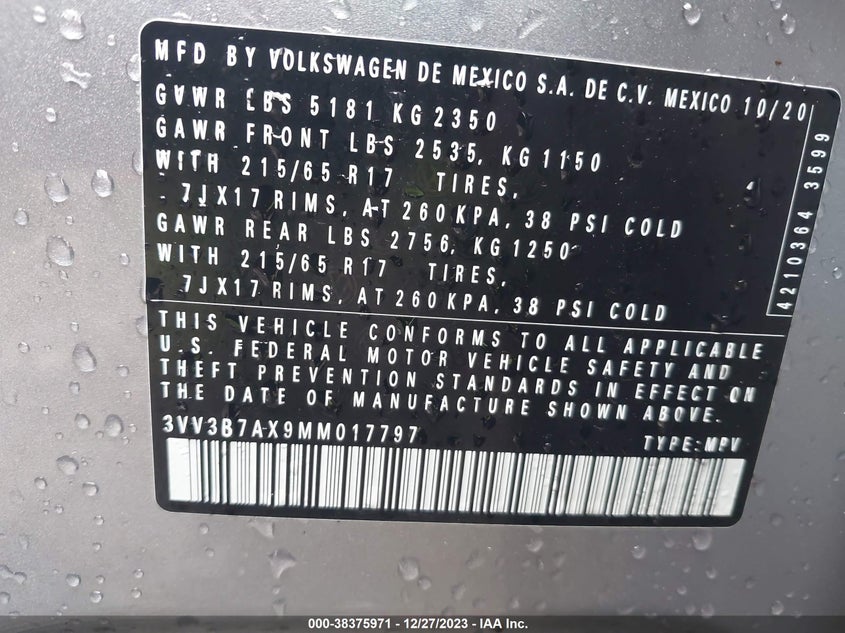 MFD BY VOLKSWAGEN DE MEXICO S.A. DE C.V. MEXICO 10/20
GVWR LBS 5181 KG 2350
GAWR FRONT LBS 2535, KG 1150
WITH 215/65 R17 TIRES,
7JX17 RIMS, AT 260 KPA, 38 PSI COLD
GAWR REAR LBS 2756, KG 1250
WITH 215/65 R17 TIRES,
7JX17 RIMS, AT 260 KPA, 38 PSI COLD
4210364 3599
THIS VEHICLE CONFORMS TO ALL APPLICABLE
U.S. FEDERAL MOTOR VEHICLE SAFETY AND
THEFT PREVENTION STANDARDS IN EFFECT ON
THE DATE OF MANUFACTURE SHOWN ABOVE.
3VV3B7AX9MM017797 TYPE: MPV
000-38375971 - 12/27/2023 - IAA Inc.